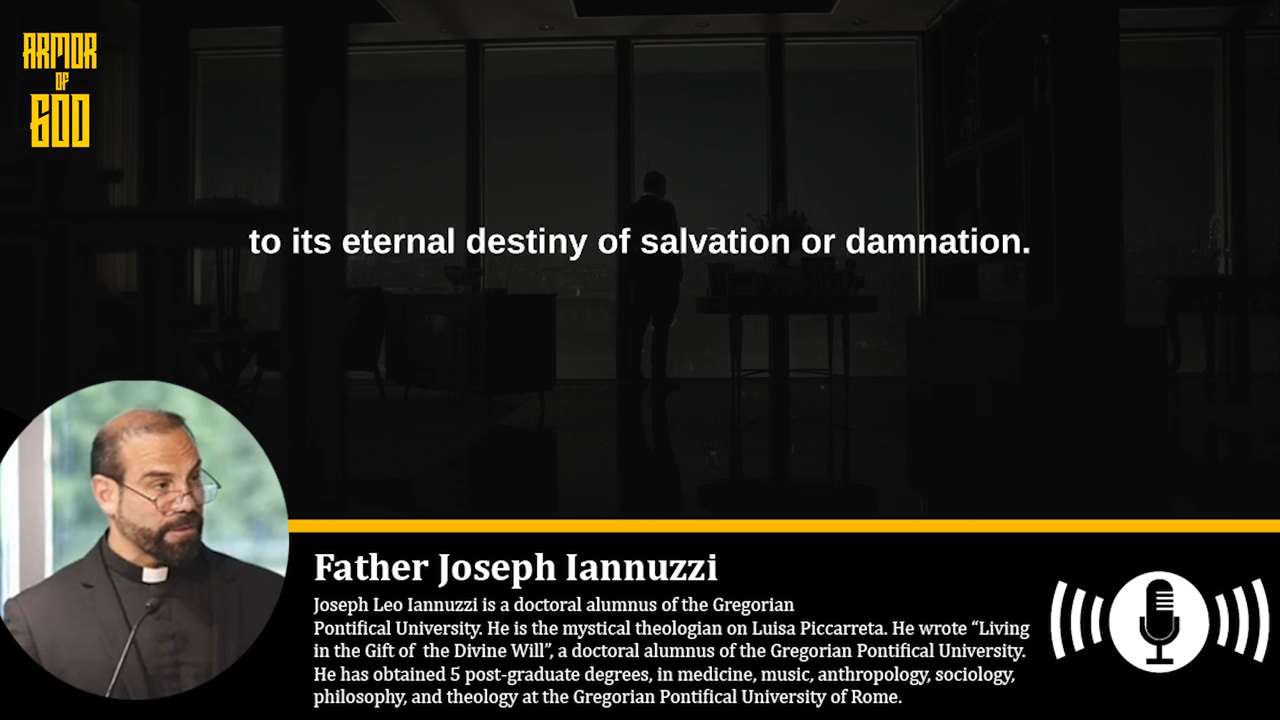 ARMOR
OF
GOD
to its eternal destiny of salvation or damnation.
Father Joseph Iannuzzi
Joseph Leo Iannuzzi is a doctoral alumnus of the Gregorian
Pontifical University. He is the mystical theologian on Luisa Piccarreta. He wrote “Living
in the Gift of the Divine Will”, a doctoral alumnus of the Gregorian Pontifical University.
He has obtained 5 post-graduate degrees, in medicine, music, anthropology, sociology,
philosophy, and theology at the Gregorian Pontifical University of Rome.